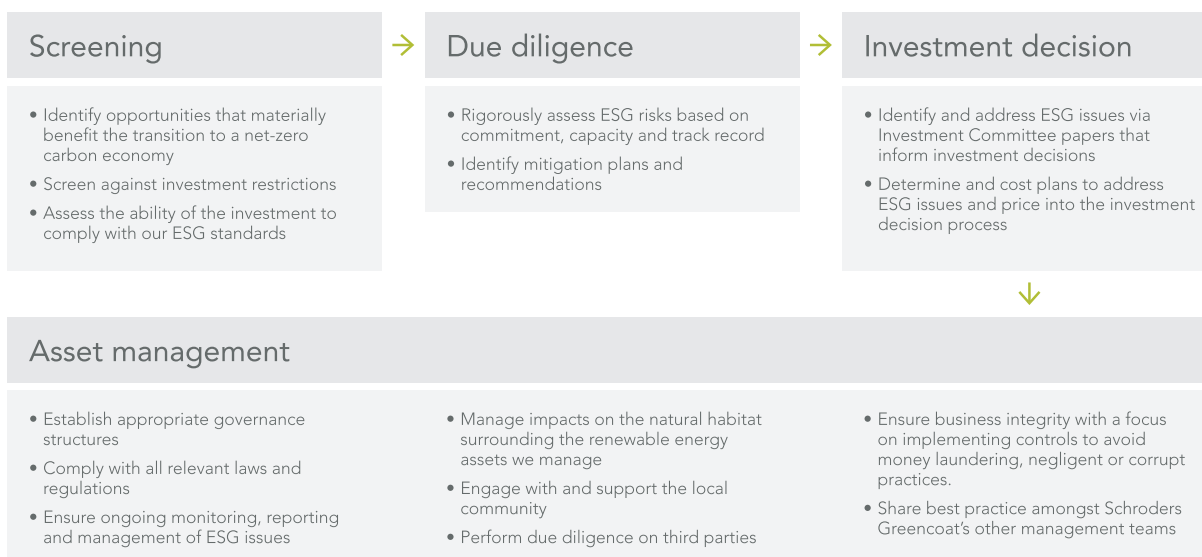 Screening
• Identify opportunities that materially
benefit the transition to a net-zero
carbon economy
• Screen against investment restrictions
• Assess the ability of the investment to
comply with our ESG standards
Due diligence
• Rigorously assess ESG risks based on
commitment, capacity and track record
• Identify mitigation plans and
recommendations
Investment decision
• Identify and address ESG issues via
Investment Committee papers that
inform investment decisions
• Determine and cost plans to address
ESG issues and price into the investment
decision process
Asset management
• Establish appropriate governance
structures
• Comply with all relevant laws and
regulations
• Ensure ongoing monitoring, reporting
and management of ESG issues
• Manage impacts on the natural habitat
surrounding the renewable energy
assets we manage
• Engage with and support the local
community
• Perform due diligence on third parties
• Ensure business integrity with a focus
on implementing controls to avoid
money laundering, negligent or corrupt
practices.
• Share best practice amongst Schroders
Greencoat’s other management teams